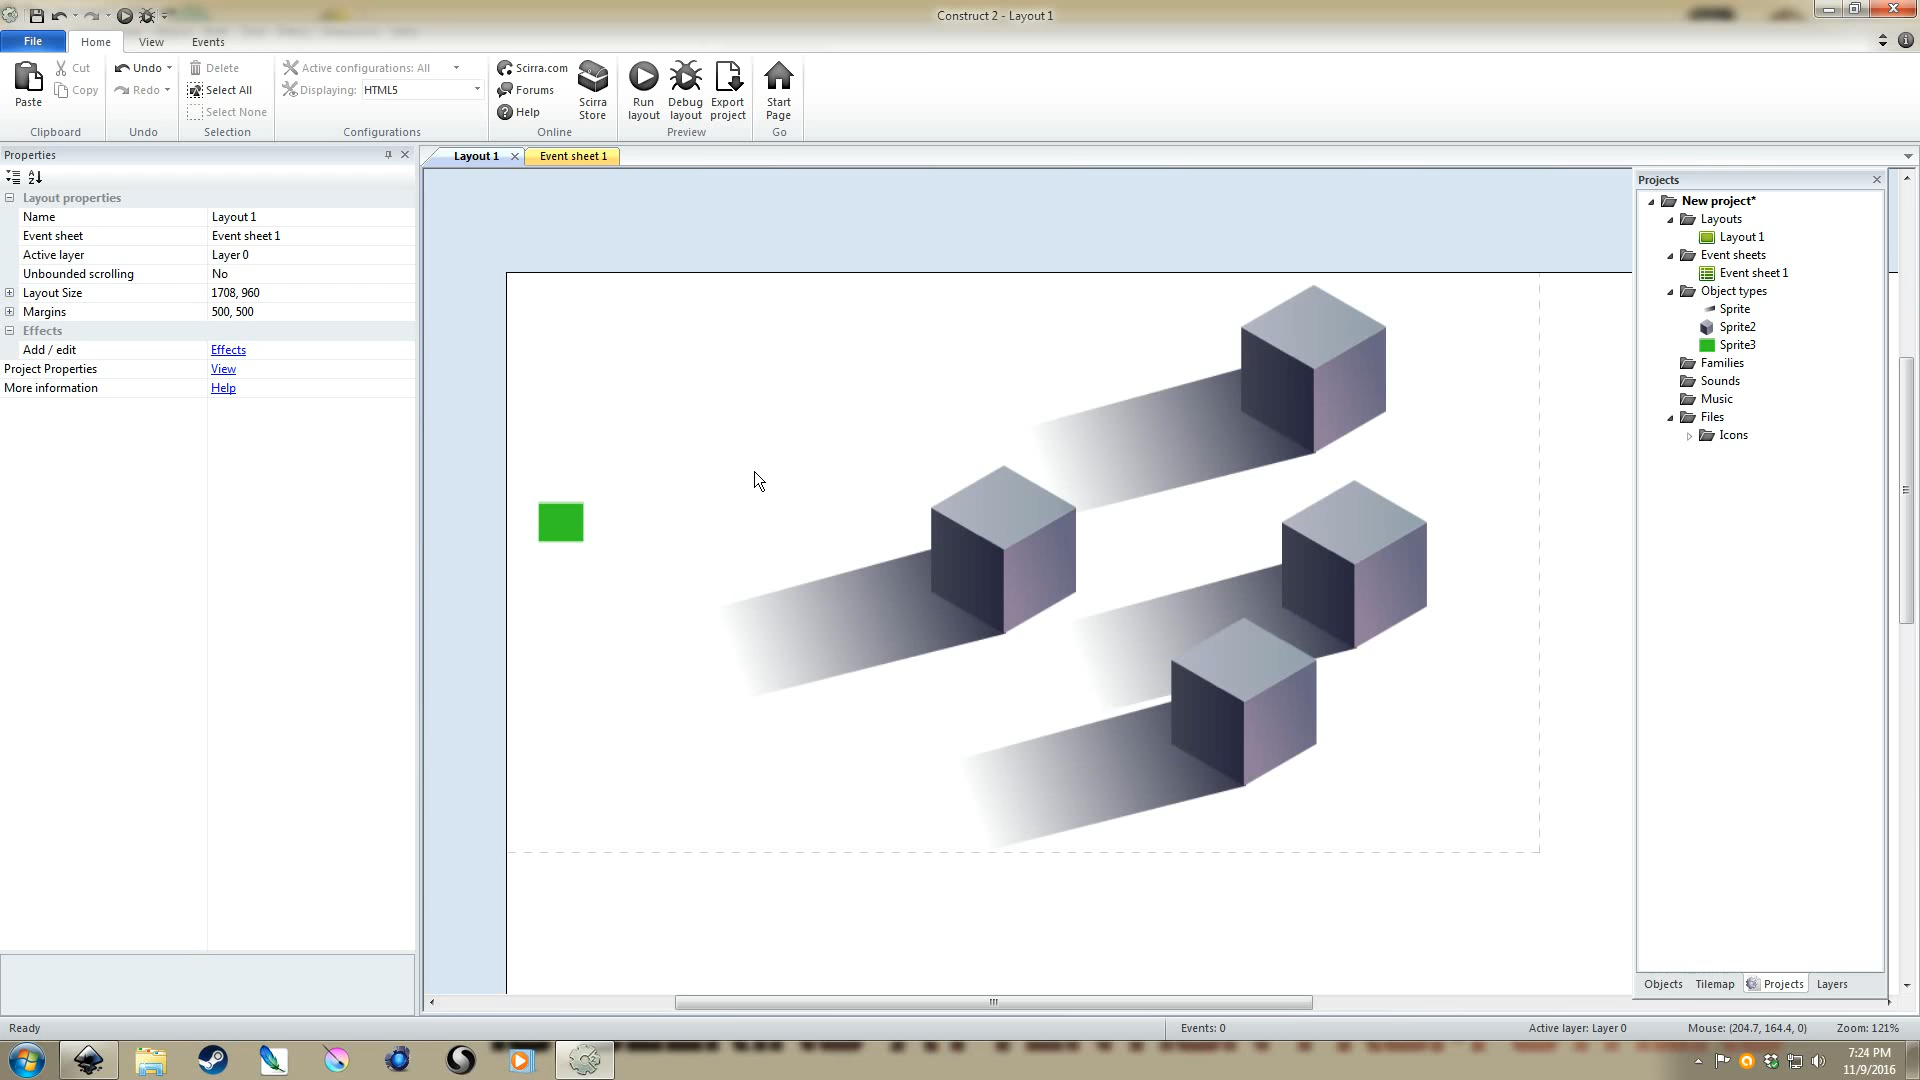 Construct 2 - Layout 1
File Home View Events
Paste Cut Copy Clipboard
Undo Redo Undo
Delete Select All Select None Selection
Active configurations: All
Displaying: HTML5
Configurations
Scirra.com Forums Help Scirra Store Online
Run layout Debug layout Export project Preview
Start Page Go
Properties
Layout 1 Event sheet 1
Layout properties
Name Layout 1
Event sheet Event sheet 1
Active layer Layer 0
Unbounded scrolling No
Layout Size 1708, 960
Margins 500, 500
Effects
Add / edit Effects
Project Properties View
More information Help
Projects
New project*
Layouts
Layout 1
Event sheets
Event sheet 1
Object types
Sprite
Sprite2
Sprite3
Families
Sounds
Music
Files
Icons
Objects Tilemap Projects Layers
Ready Events: 0 Active layer: Layer 0 Mouse: (204.7, 164.4, 0) Zoom: 121%
7:24 PM
11/9/2016